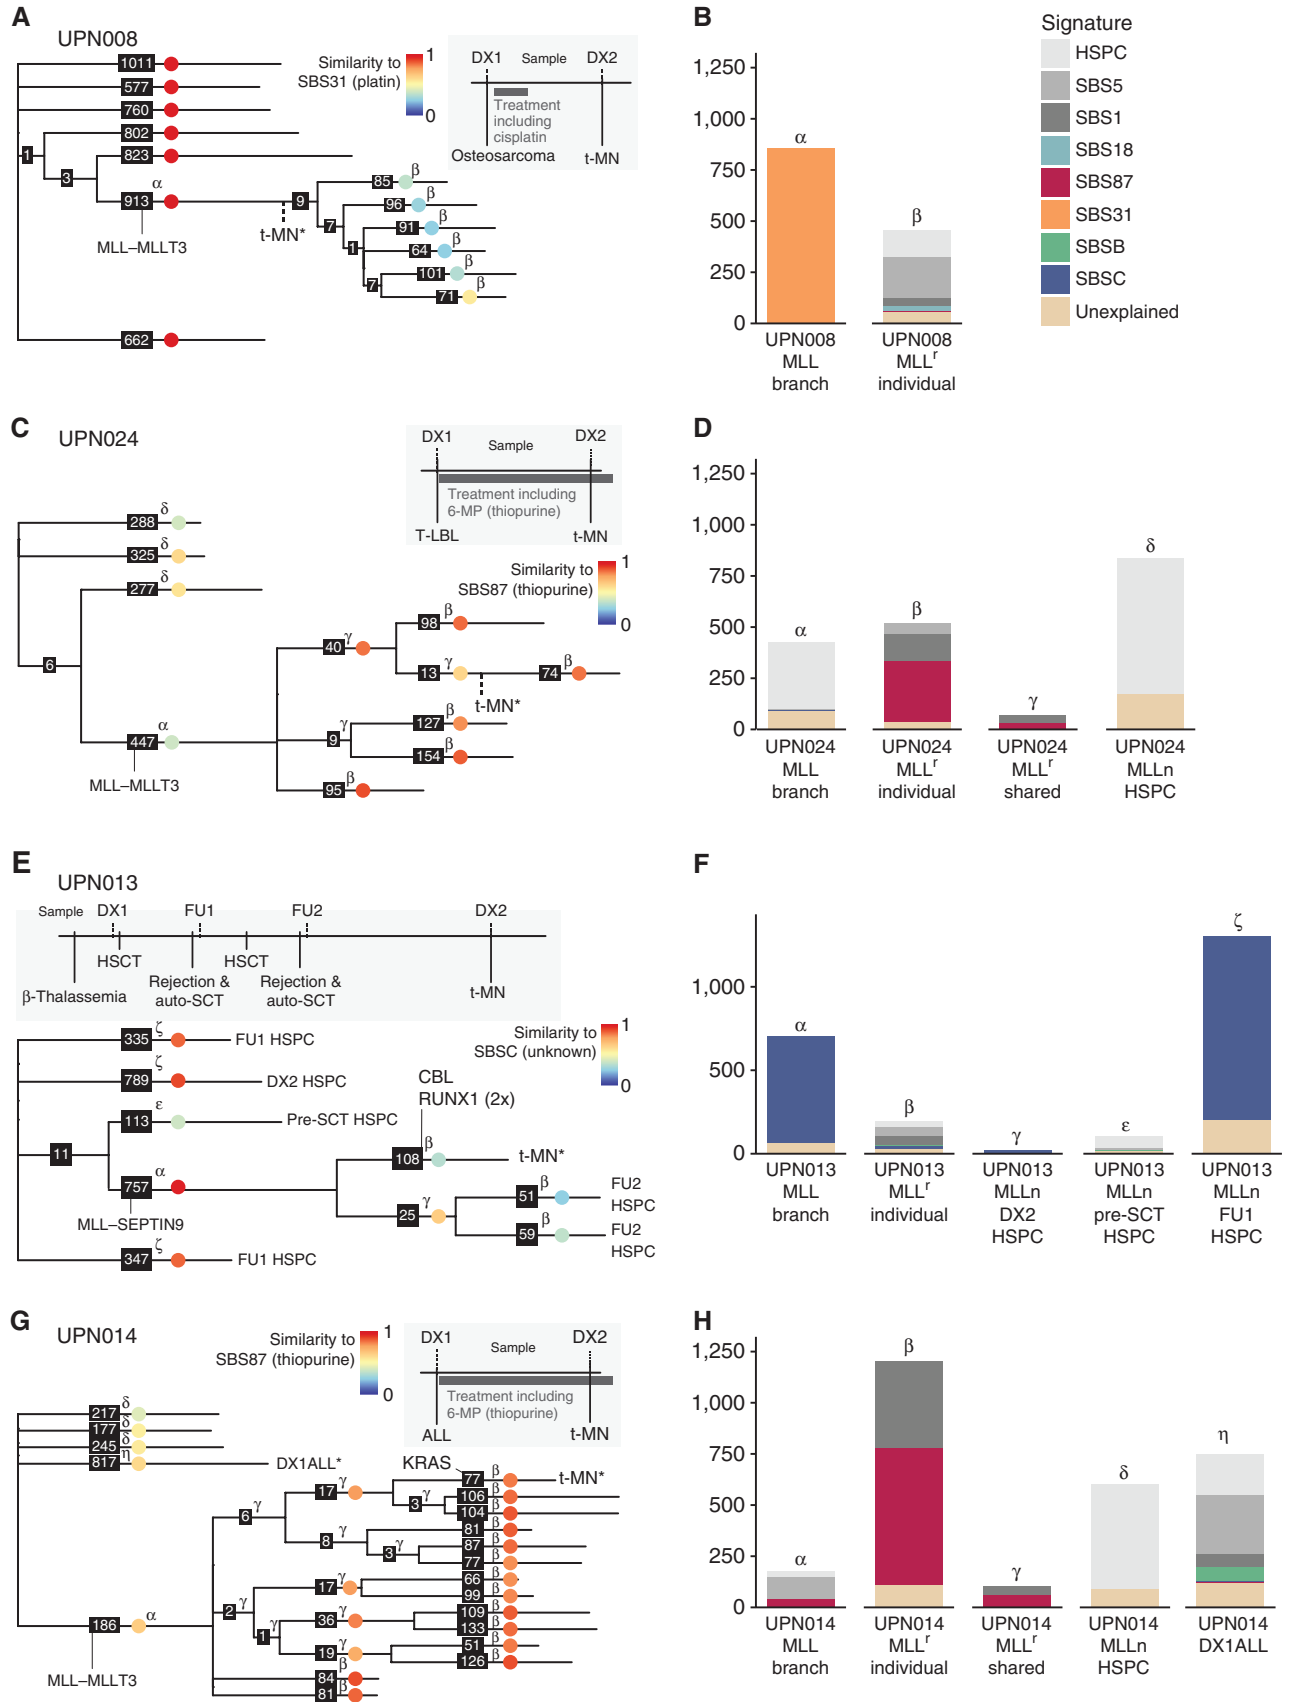 A
UPN008
1011
577
760
802
823
1
3
α
913
MLL–MLLT3
t-MN*
9
7
1
7
85 β
96 β
91 β
64 β
101 β
71 β
662
Similarity to
SBS31 (platin)
1
0
DX1 Sample DX2
Treatment
including
cisplatin
Osteosarcoma t-MN
B
1,250
1,000
750
500
250
0
α
β
UPN008
MLL
branch
UPN008
MLLr
individual
Signature
HSPC
SBS5
SBS1
SBS18
SBS87
SBS31
SBSB
SBSC
Unexplained
C
UPN024
DX1 Sample DX2
Treatment including
6-MP (thiopurine)
T-LBL t-MN
Similarity to
SBS87 (thiopurine)
1
0
288 δ
325 δ
277 δ
6
α
447
MLL–MLLT3
40 γ
98 β
13 γ
74 β
t-MN*
9 γ
127 β
154 β
95 β
D
1,250
1,000
750
500
250
0
α
β
γ
δ
UPN024
MLL
branch
UPN024
MLLr
individual
UPN024
MLLr
shared
UPN024
MLLn
HSPC
E
UPN013
Sample DX1 FU1 FU2 DX2
HSCT HSCT
β-Thalassemia
Rejection &
auto-SCT
Rejection &
auto-SCT
t-MN
Similarity to
SBSC (unknown)
1
0
335 ζ FU1 HSPC
789 ζ DX2 HSPC
113 ε Pre-SCT HSPC
11
757 α
MLL–SEPTIN9
347 ζ FU1 HSPC
CBL
RUNX1 (2x)
108 β t-MN*
25 γ
51 β FU2
HSPC
59 β FU2
HSPC
F
1,000
500
0
α
β
γ
ε
ζ
UPN013
MLL
branch
UPN013
MLLr
individual
UPN013
MLLn
DX2
HSPC
UPN013
MLLn
pre-SCT
HSPC
UPN013
MLLn
FU1
HSPC
G
UPN014
Similarity to
SBS87 (thiopurine)
1
0
DX1 Sample DX2
Treatment including
6-MP (thiopurine)
ALL t-MN
217 δ
177 δ
245 δ
817 η DX1ALL*
186 α
MLL–MLLT3
KRAS
6 γ
17 γ
77 β t-MN*
3 γ
106 β
104 β
8 γ
81 β
3 γ
87 β
77 β
2 γ
17 γ
66 β
99 β
1 γ
36 γ
109 β
133 β
19 γ
51 β
126 β
84 β
81 β
H
1,250
1,000
750
500
250
0
α
β
γ
δ
η
UPN014
MLL
branch
UPN014
MLLr
individual
UPN014
MLLr
shared
UPN014
MLLn
HSPC
UPN014
DX1ALL